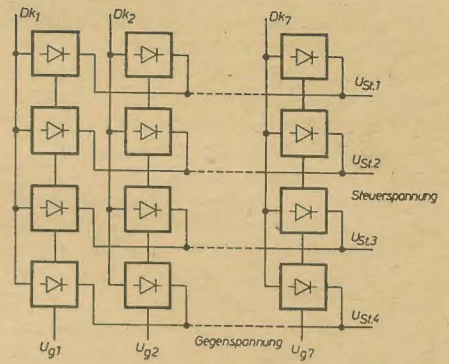 Dk1
Dk2
Dk7
USt.1
USt.2
Steuerspannung
USt.3
USt.4
Gegenspannung
Ug1
Ug2
Ug7